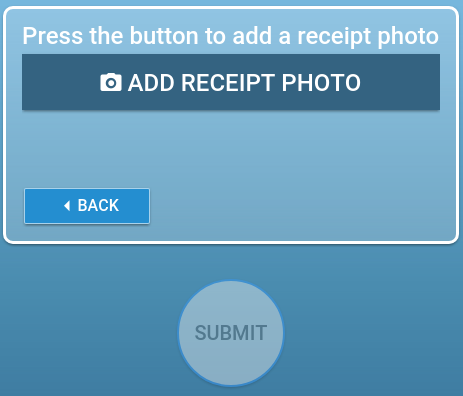 Press the button to add a receipt photo
ADD RECEIPT PHOTO
BACK
SUBMIT